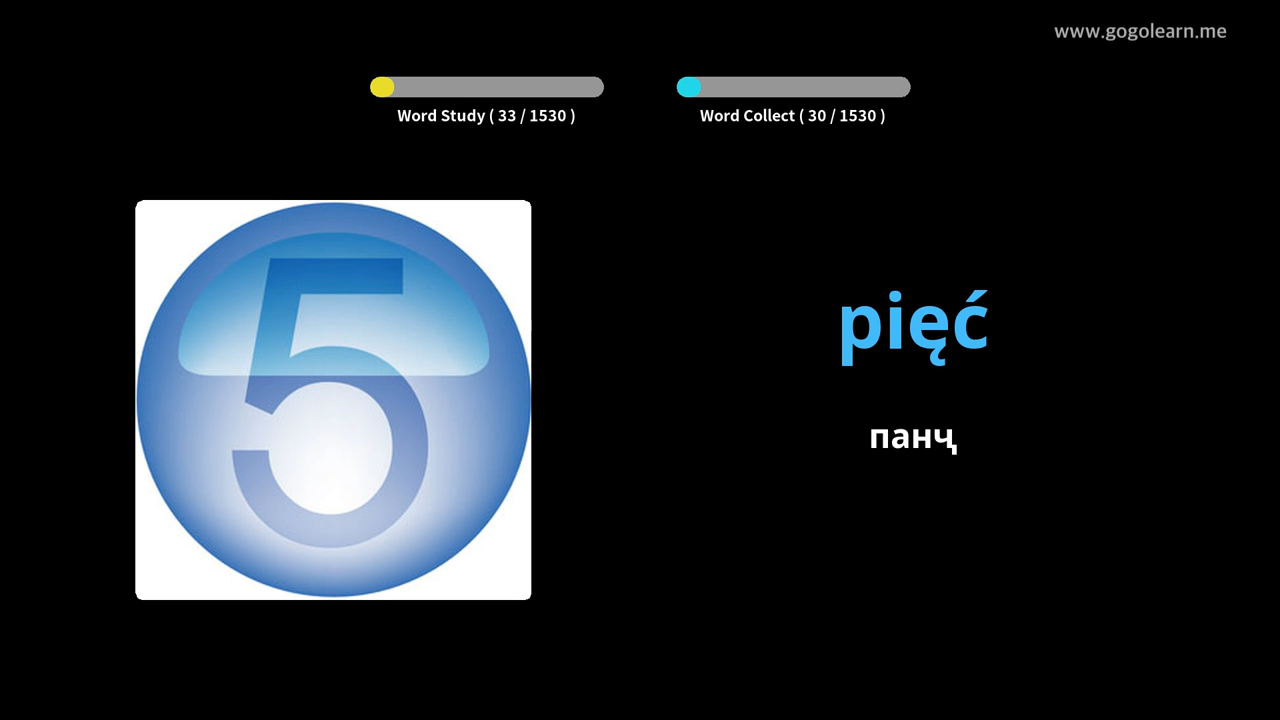 www.gogolearn.me
Word Study ( 33 / 1530 )
Word Collect ( 30 / 1530 )
5
pięć
панҷ